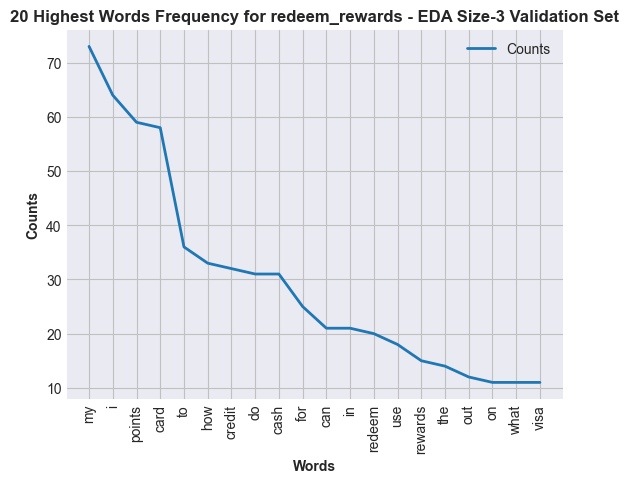 20 Highest Words Frequency for redeem_rewards - EDA Size-3 Validation Set
Counts
70
60
50
40
30
20
10
Counts
my
i
points
card
to
how
credit
do
cash
for
can
in
redeem
use
rewards
the
out
on
what
visa
Words